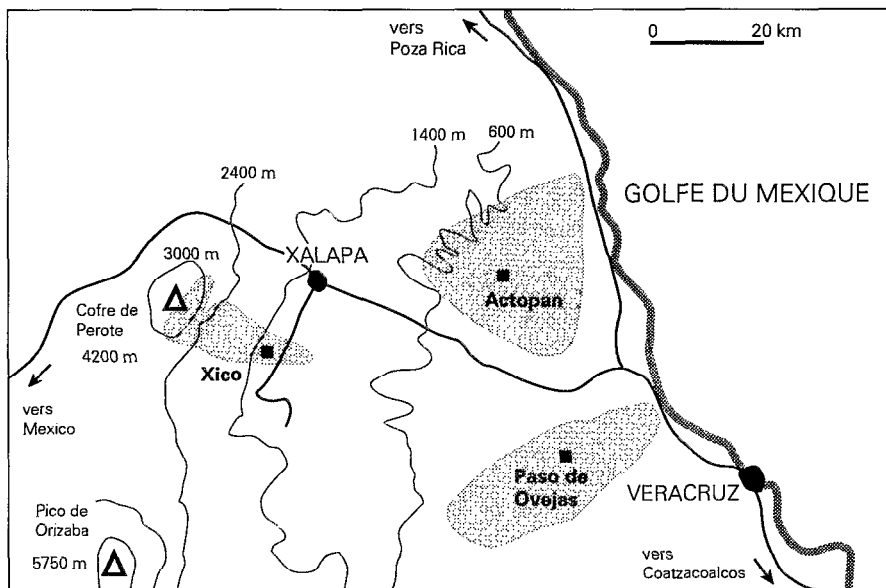 vers
Poza Rica
0 20 km
1400 m
600 m
2400 m
GOLFE DU MEXIQUE
XALAPA
3000 m
Actopan
Cofre de
Perote
4200 m
Xico
vers
Mexico
Paso de
Ovejas
VERACRUZ
Pico de
Orizaba
5750 m
vers
Coatzacoalcos